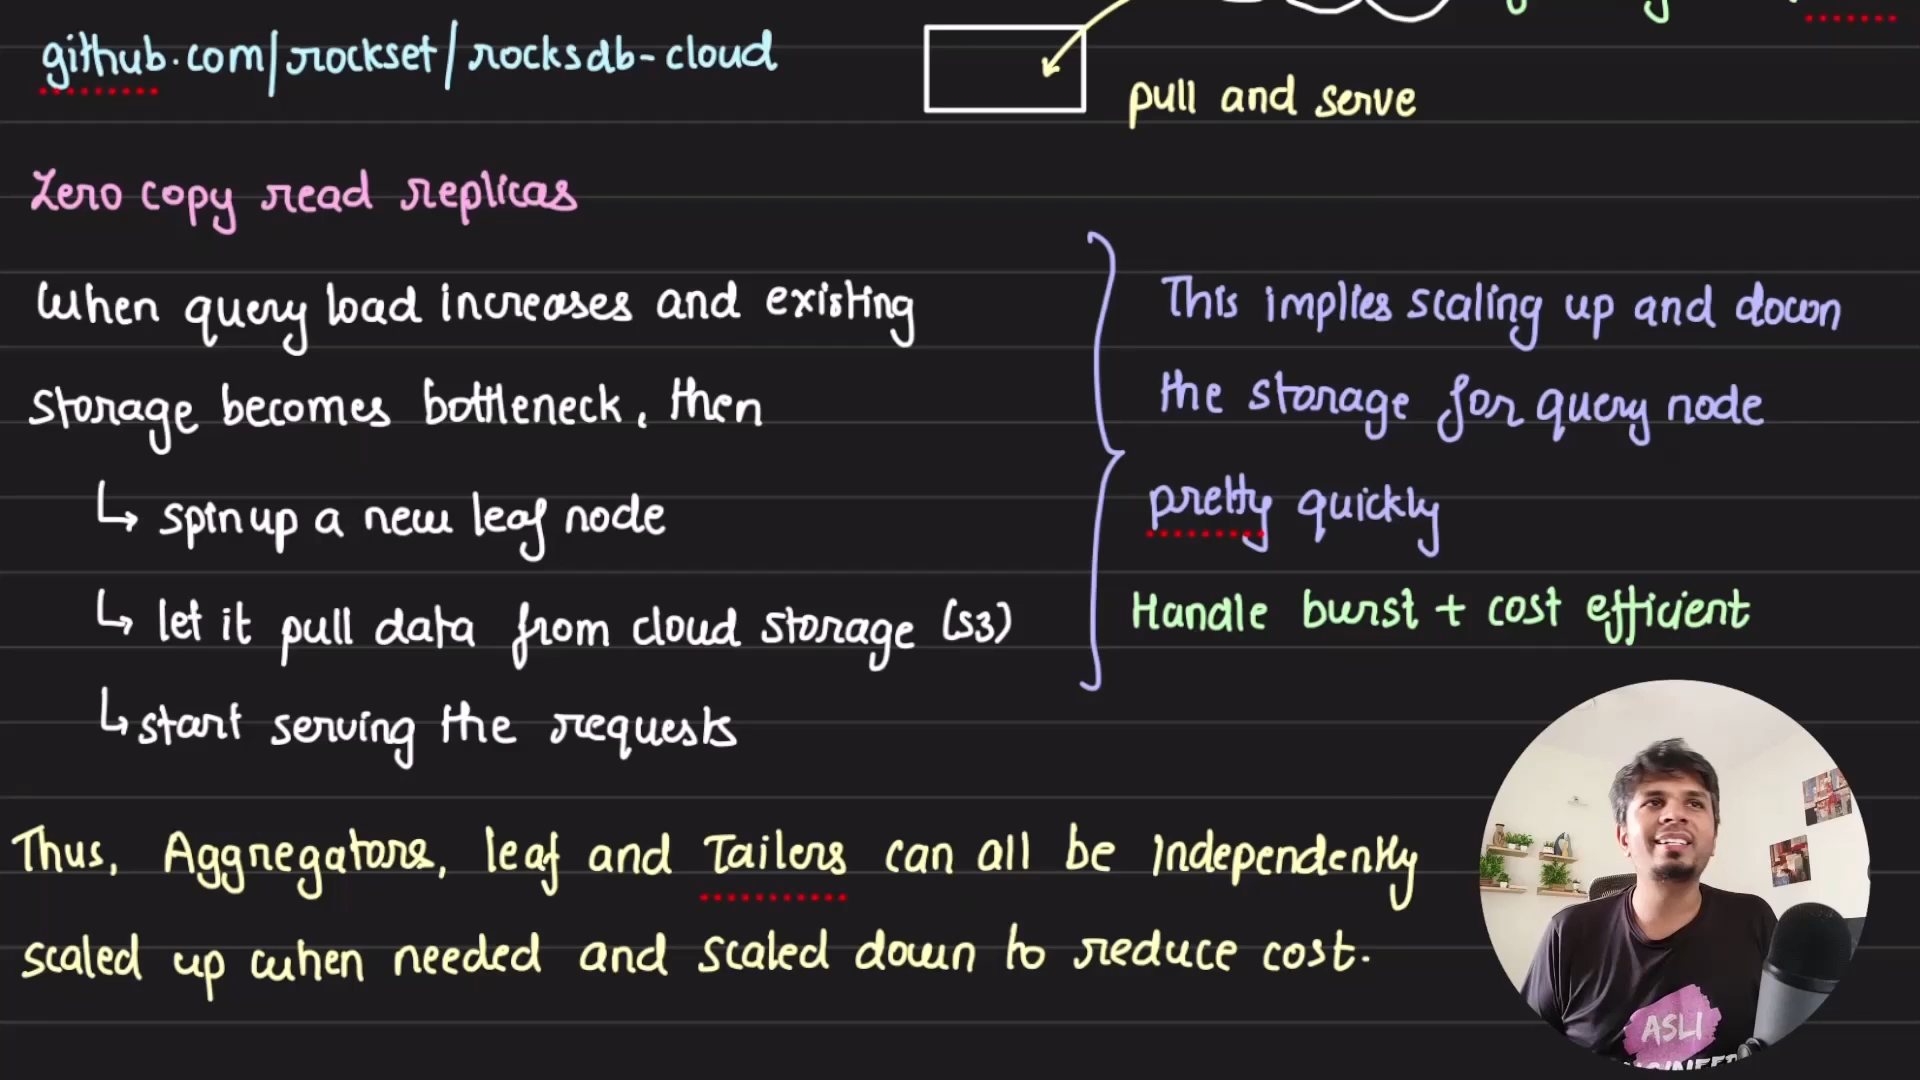 github.com/rockset/rocksdb-cloud
pull and serve
Zero copy read replicas
When query load increases and existing
storage becomes bottleneck, then
↳ spin up a new leaf node
↳ let it pull data from cloud storage (S3)
↳ start serving the requests
This implies scaling up and down
the storage for query node
pretty quickly
Handle burst + cost efficient
Thus, Aggregators, leaf and Tailers can all be independently
scaled up when needed and scaled down to reduce cost.
ASLI